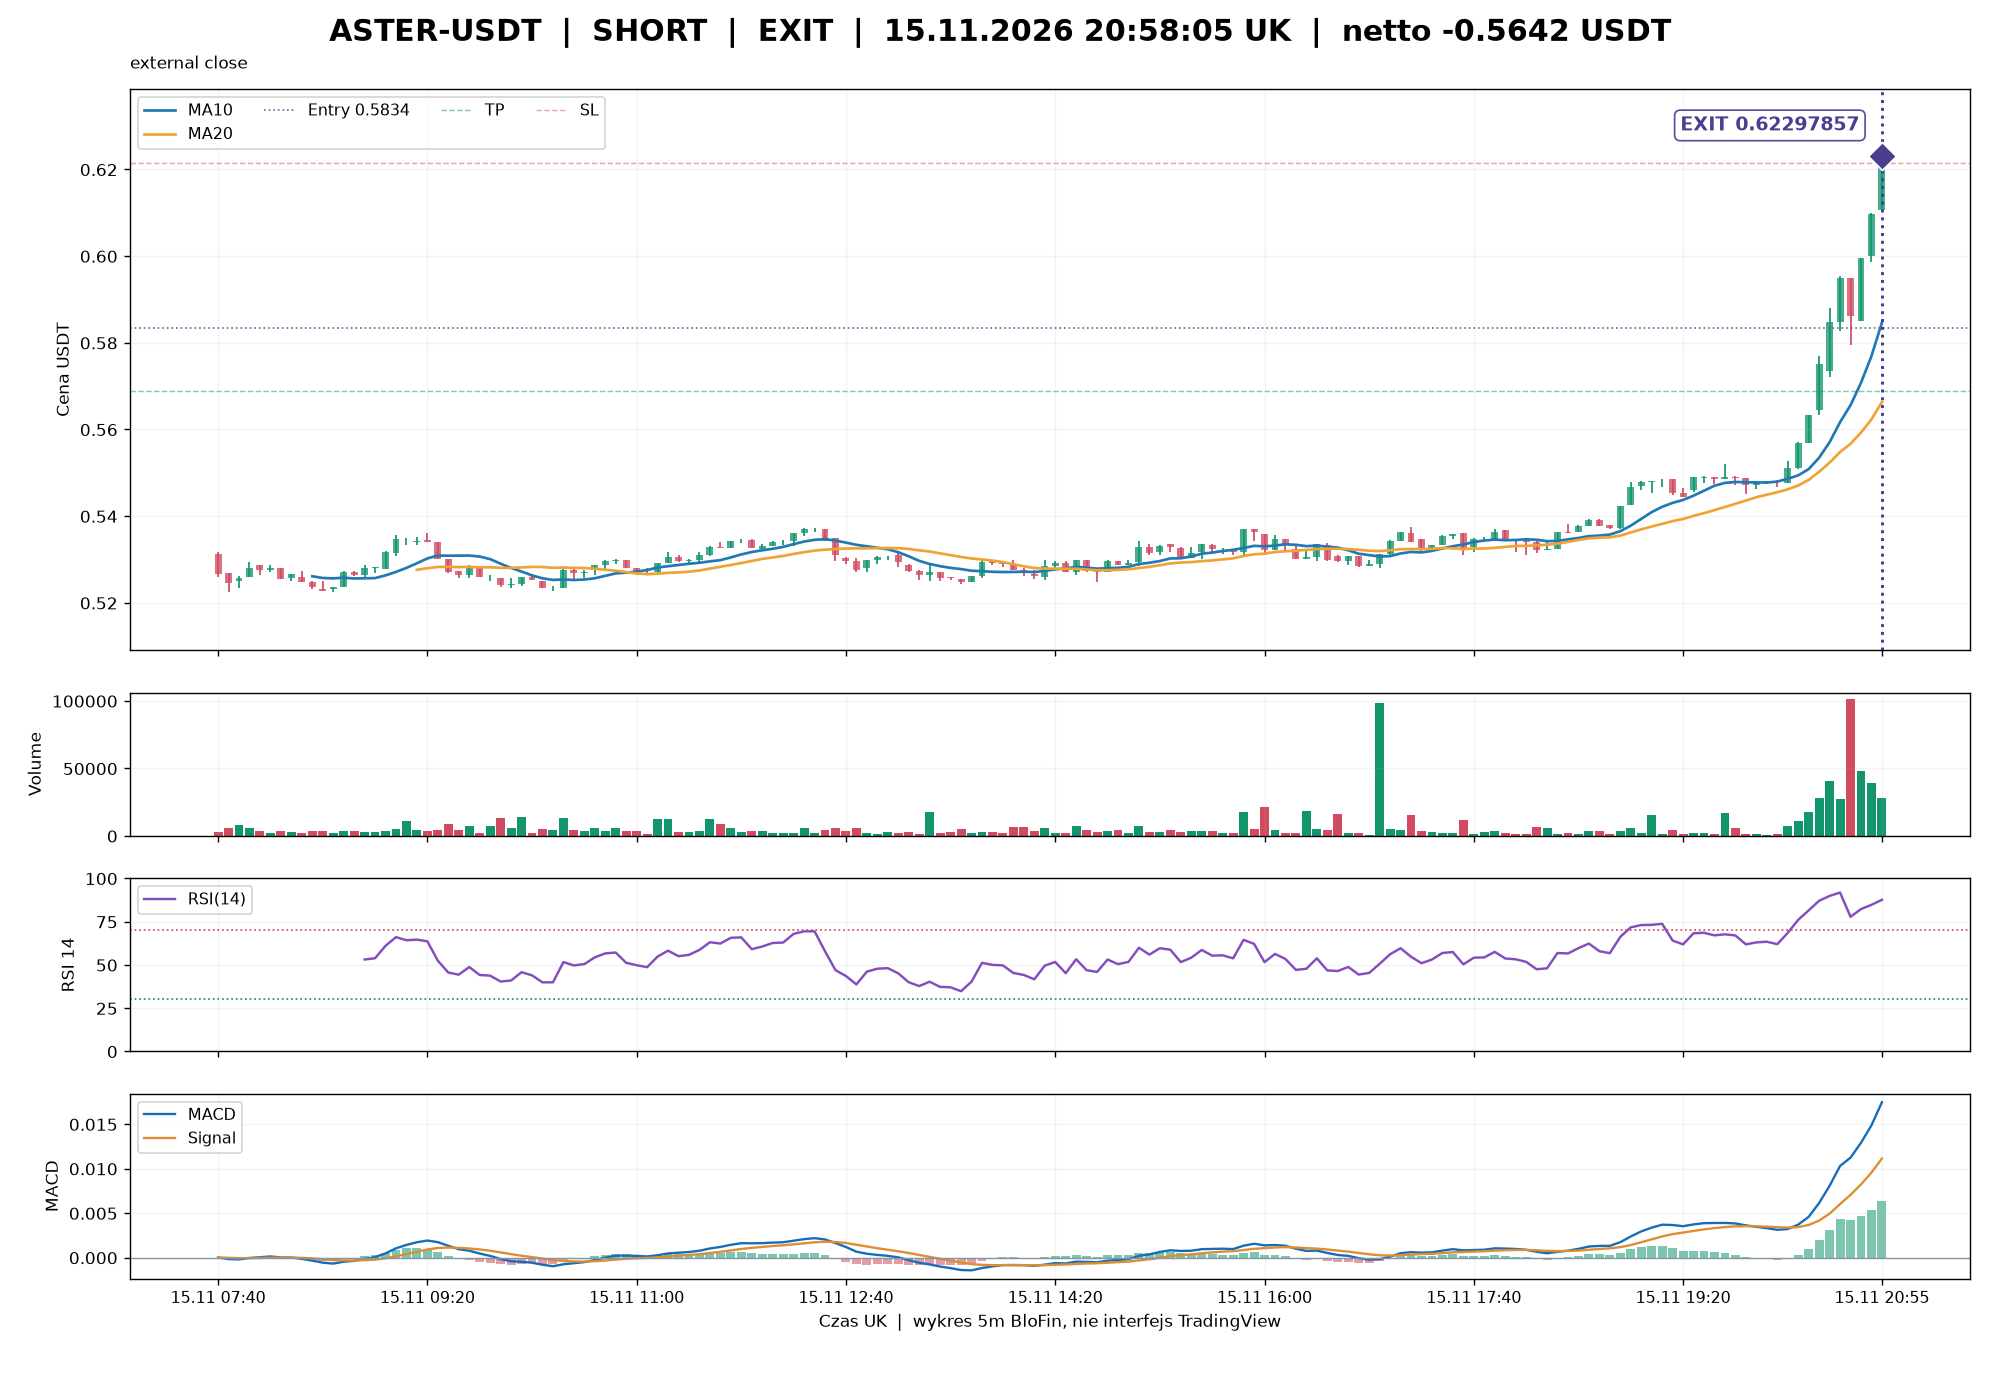 ASTER-USDT | SHORT | EXIT | 15.11.2026 20:58:05 UK | netto -0.5642 USDT
external close
MA10
MA20
Entry 0.5834
TP
SL
EXIT 0.62297857
Cena USDT
0.62
0.60
0.58
0.56
0.54
0.52
Volume
100000
50000
0
RSI(14)
RSI 14
100
75
50
25
0
MACD
Signal
MACD
0.015
0.010
0.005
0.000
15.11 07:40 15.11 09:20 15.11 11:00 15.11 12:40 15.11 14:20 15.11 16:00 15.11 17:40 15.11 19:20 15.11 20:55
Czas UK | wykres 5m BloFin, nie interfejs TradingView